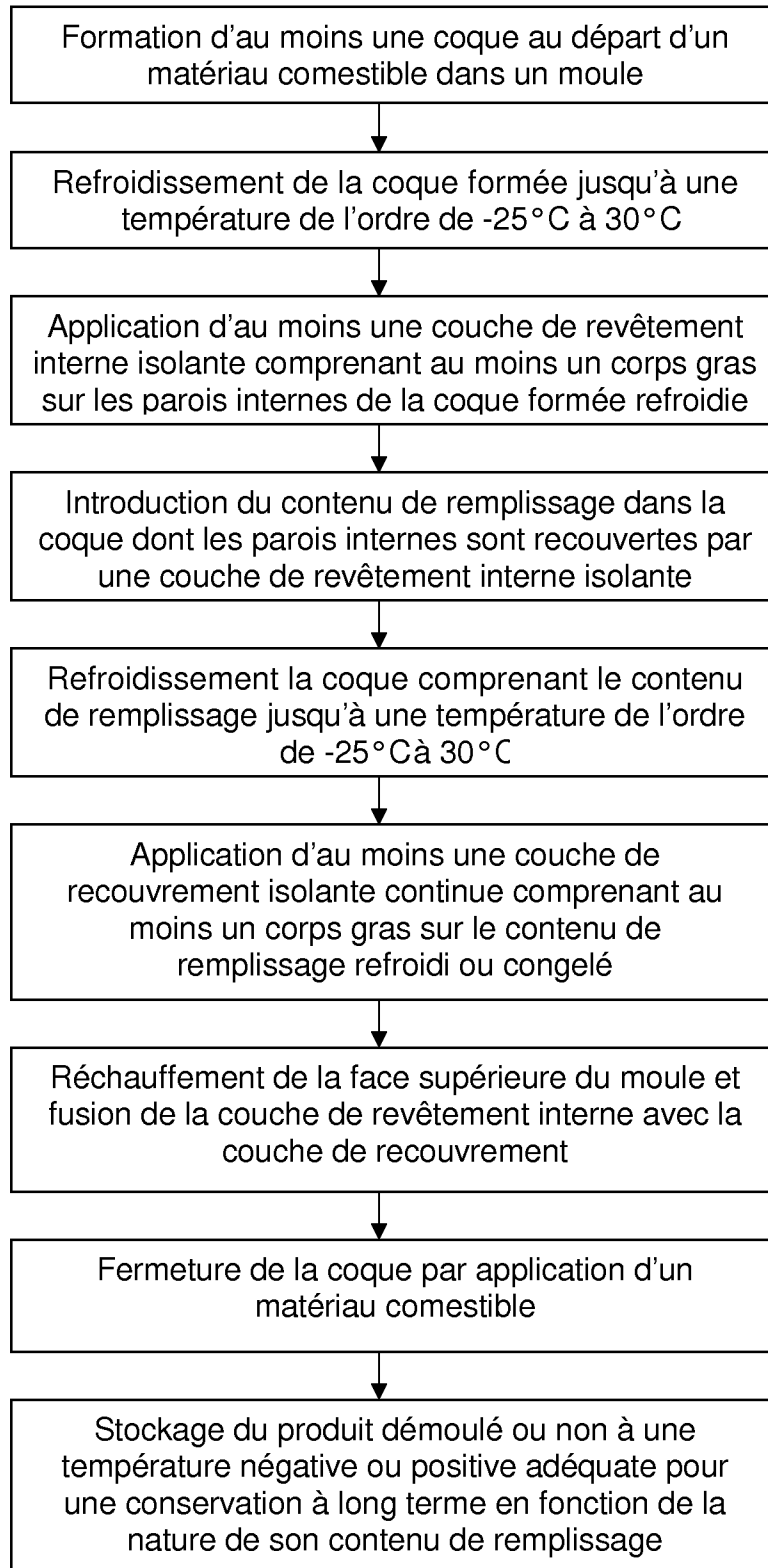 Formation d'au moins une coque au départ d'un
matériau comestible dans un moule
Refroidissement de la coque formée jusqu'à une
température de l'ordre de -25°C à 30°C
Application d'au moins une couche de revêtement
interne isolante comprenant au moins un corps gras
sur les parois internes de la coque formée refroidie
Introduction du contenu de remplissage dans la
coque dont les parois internes sont recouvertes par
une couche de revêtement interne isolante
Refroidissement la coque comprenant le contenu
de remplissage jusqu'à une température de l'ordre
de -25°C à 30°C
Application d'au moins une couche de
recouvrement isolante continue comprenant au
moins un corps gras sur le contenu de
remplissage refroidi ou congelé
Réchauffement de la face supérieure du moule et
fusion de la couche de revêtement interne avec la
couche de recouvrement
Fermeture de la coque par application d'un
matériau comestible
Stockage du produit démoulé ou non à une
température négative ou positive adéquate pour
une conservation à long terme en fonction de la
nature de son contenu de remplissage